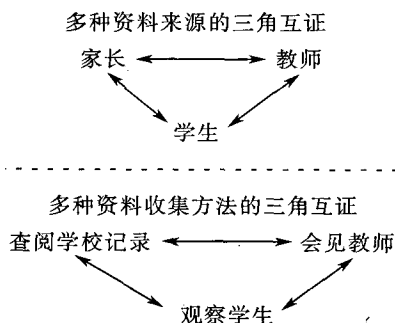 多种资料来源的三角互证
家长 教师
学生
多种资料收集方法的三角互证
查阅学校记录 会见教师
观察学生